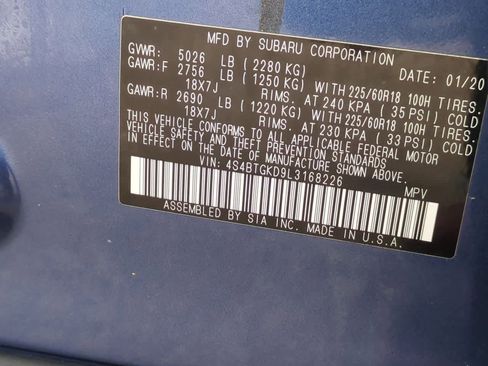 MFD BY SUBARU CORPORATION
GVWR: 5026 LB (2280 KG) DATE: 01/20
GAWR:F 2756 LB (1250 KG) WITH 225/60R18 100H TIRES.
18X7J RIMS. AT 240 KPA (35 PSI) COLD
GAWR:R 2690 LB (1220 KG) WITH 225/60R18 100H TIRES.
18X7J RIMS. AT 230 KPA (33 PSI) COLD
THIS VEHICLE CONFORMS TO ALL APPLICABLE FEDERAL MOTOR
VEHICLE SAFETY AND THEFT PREVENTION STANDARDS
IN EFFECT ON THE DATE OF MANUFACTURE SHOWN ABOVE.
VIN: 4S4BTGKD9L3168226 MPV
ASSEMBLED BY SIA INC. MADE IN U.S.A.